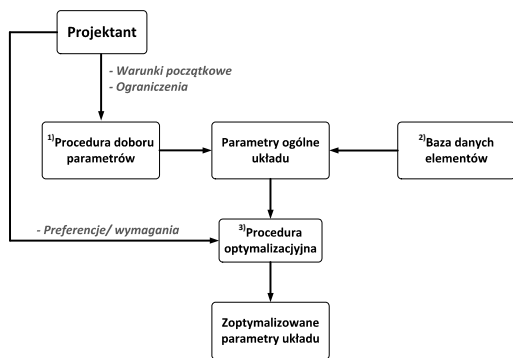 Projektant
- Warunki początkowe
- Ograniczenia
1)Procedura doboru
parametrów
Parametry ogólne
układu
2)Baza danych
elementów
- Preferencje/ wymagania
3)Procedura
optymalizacyjna
Zoptymalizowane
parametry układu